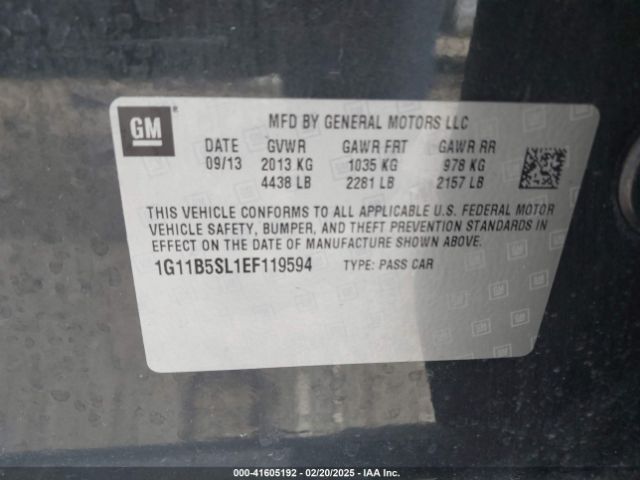 GM
MFD BY GENERAL MOTORS LLC
DATE GVWR GAWR FRT GAWR RR
09/13 2013 KG 1035 KG 978 KG
4438 LB 2281 LB 2157 LB
THIS VEHICLE CONFORMS TO ALL APPLICABLE U.S. FEDERAL MOTOR
VEHICLE SAFETY, BUMPER, AND THEFT PREVENTION STANDARDS IN
EFFECT ON THE DATE OF MANUFACTURE SHOWN ABOVE.
1G11B5SL1EF119594 TYPE: PASS CAR
000-41605192 - 02/20/2025 - IAA Inc.